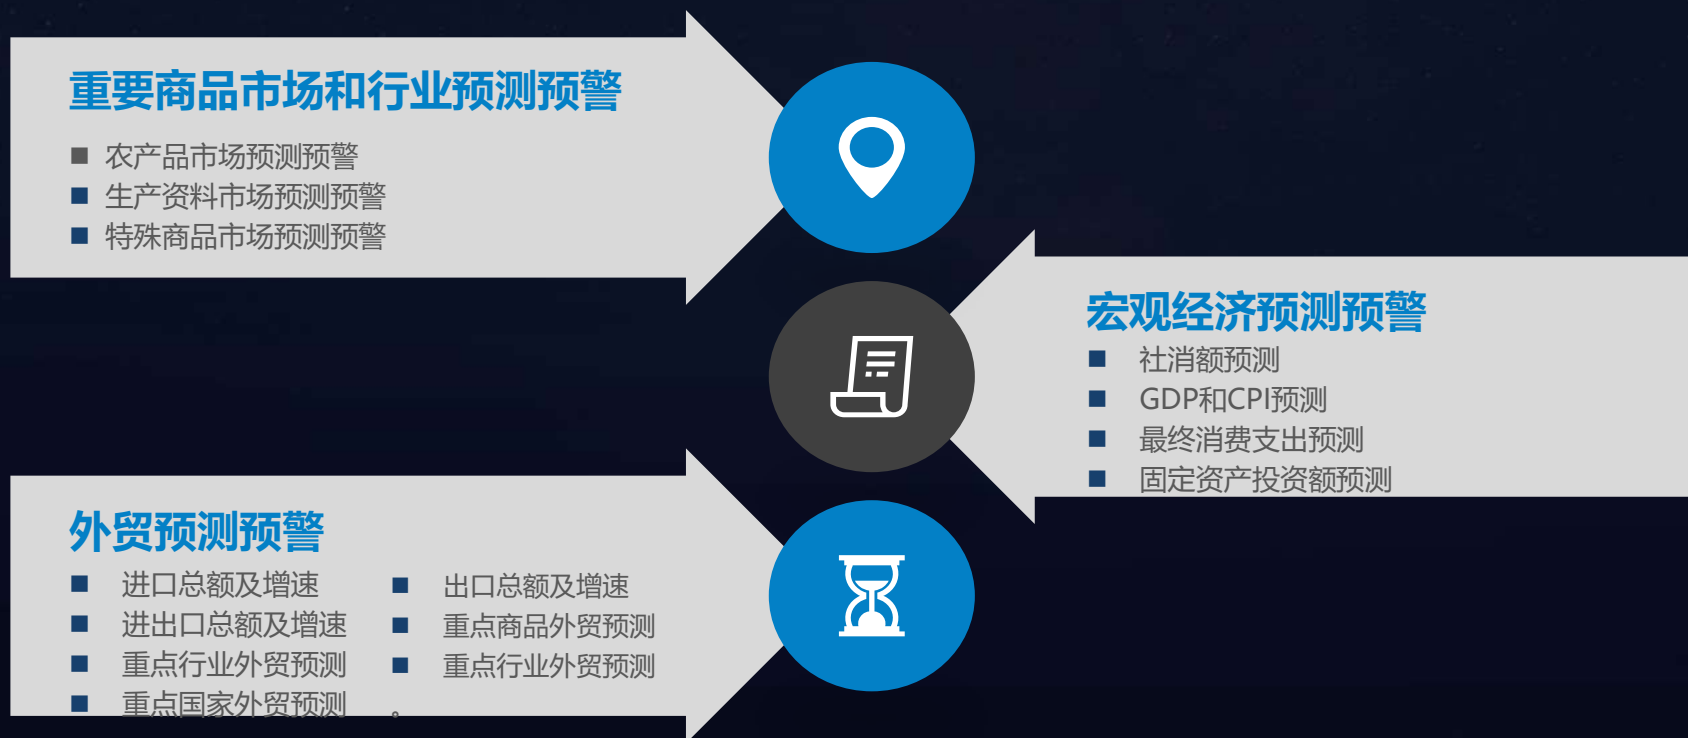 重要商品市场和行业预测预警
农产品市场预测预警
生产资料市场预测预警
特殊商品市场预测预警
宏观经济预测预警
社消额预测
GDP和CPI预测
最终消费支出预测
固定资产投资额预测
外贸预测预警
进口总额及增速
进出口总额及增速
重点行业外贸预测
重点国家外贸预测
出口总额及增速
重点商品外贸预测
重点行业外贸预测
。